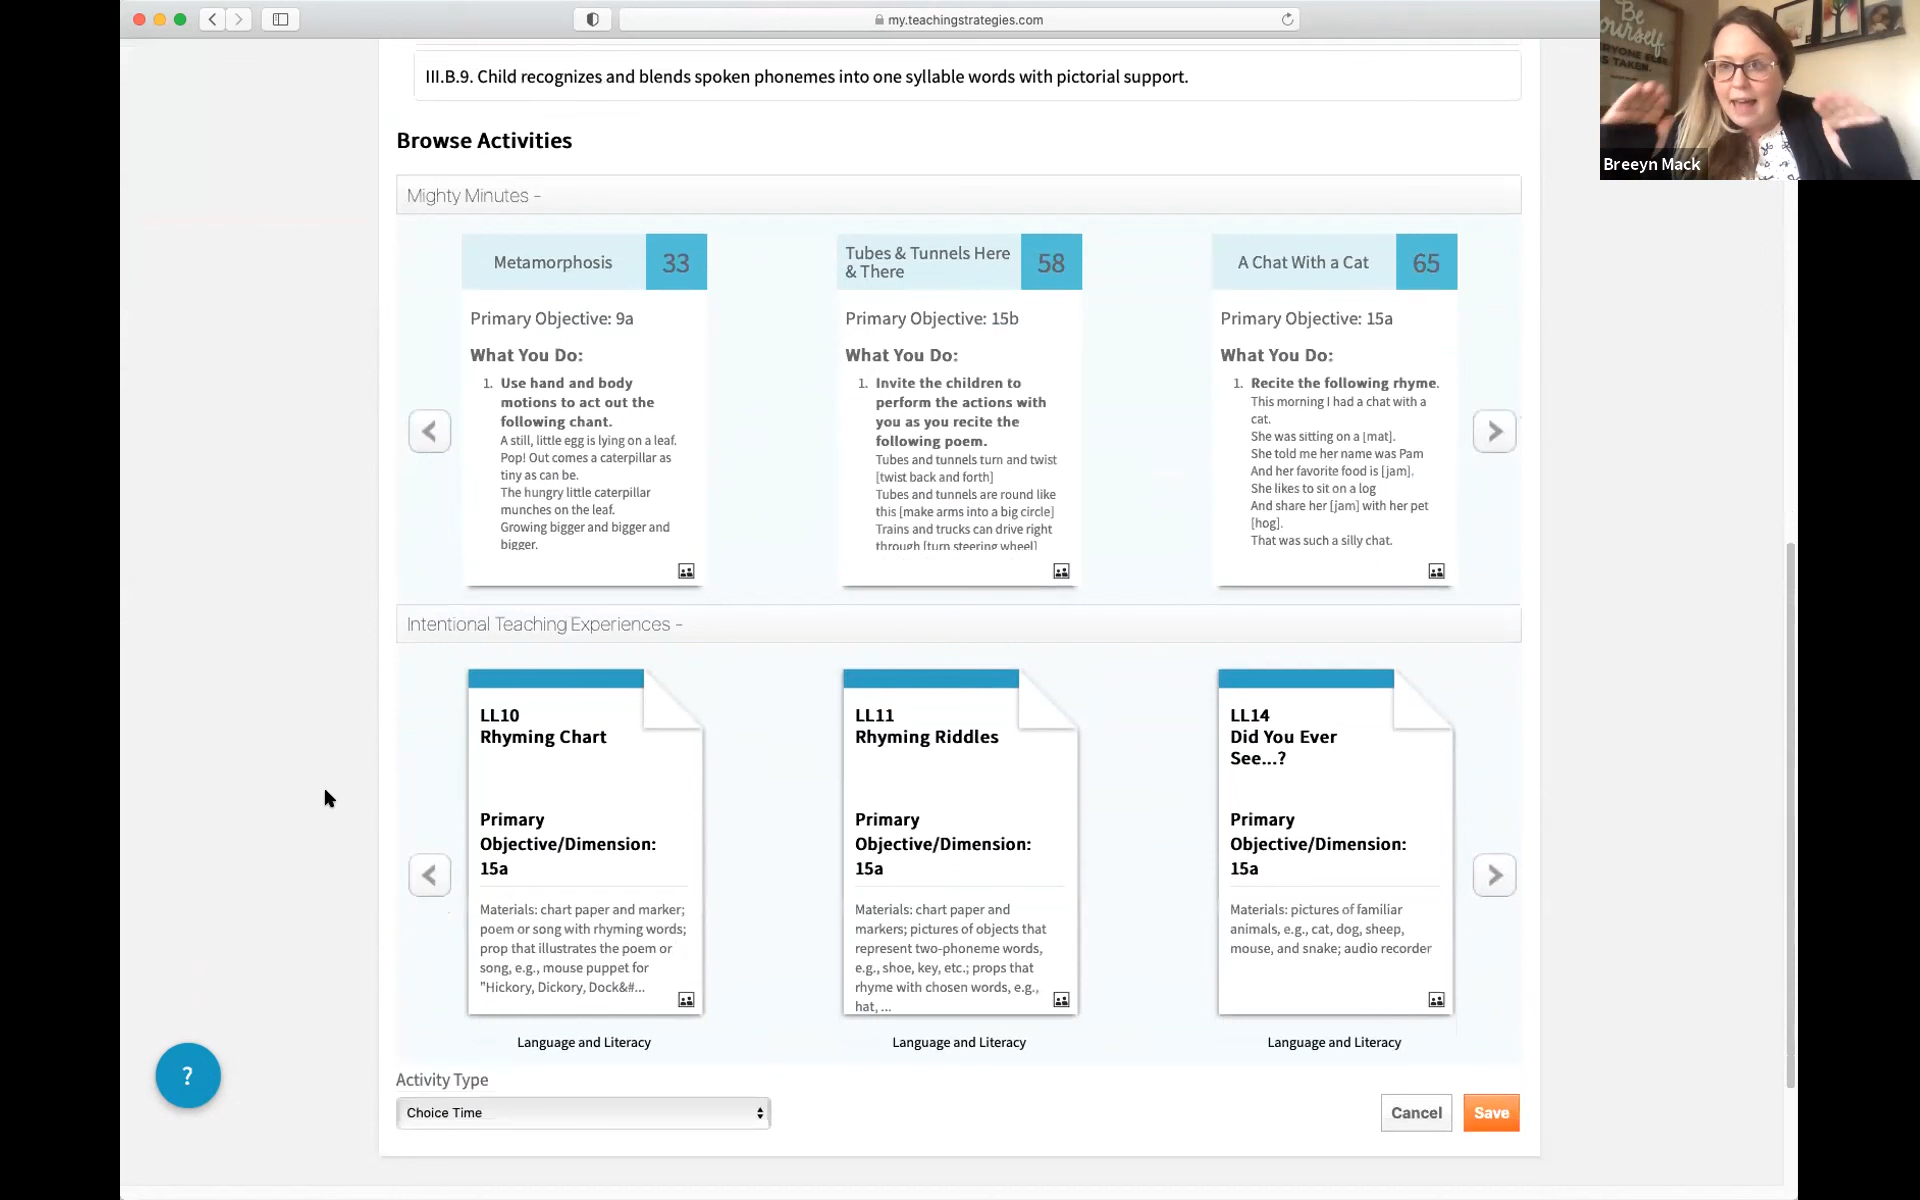 my.teachingstrategies.com
Be
yourself
EVERYONE ELSE
IS TAKEN.
Breeyn Mack
III.B.9. Child recognizes and blends spoken phonemes into one syllable words with pictorial support.
Browse Activities
Mighty Minutes -
Metamorphosis 33
Primary Objective: 9a
What You Do:
1. Use hand and body
motions to act out the
following chant.
A still, little egg is lying on a leaf.
Pop! Out comes a caterpillar as
tiny as can be.
The hungry little caterpillar
munches on the leaf.
Growing bigger and bigger and
bigger.
Tubes & Tunnels Here
& There 58
Primary Objective: 15b
What You Do:
1. Invite the children to
perform the actions with
you as you recite the
following poem.
Tubes and tunnels turn and twist
[twist back and forth]
Tubes and tunnels are round like
this [make arms into a big circle]
Trains and trucks can drive right
through [turn steering wheel]
A Chat With a Cat 65
Primary Objective: 15a
What You Do:
1. Recite the following rhyme.
This morning I had a chat with a
cat.
She was sitting on a [mat].
She told me her name was Pam
And her favorite food is [jam].
She likes to sit on a log
And share her [jam] with her pet
[hog].
That was such a silly chat.
Intentional Teaching Experiences -
LL10
Rhyming Chart
Primary
Objective/Dimension:
15a
Materials: chart paper and marker;
poem or song with rhyming words;
prop that illustrates the poem or
song, e.g., mouse puppet for
"Hickory, Dickory, Dock&#...
Language and Literacy
LL11
Rhyming Riddles
Primary
Objective/Dimension:
15a
Materials: chart paper and
markers; pictures of objects that
represent two-phoneme words,
e.g., shoe, key, etc.; props that
rhyme with chosen words, e.g.,
hat, ...
Language and Literacy
LL14
Did You Ever
See...?
Primary
Objective/Dimension:
15a
Materials: pictures of familiar
animals, e.g., cat, dog, sheep,
mouse, and snake; audio recorder
Language and Literacy
?
Activity Type
Choice Time
Cancel
Save